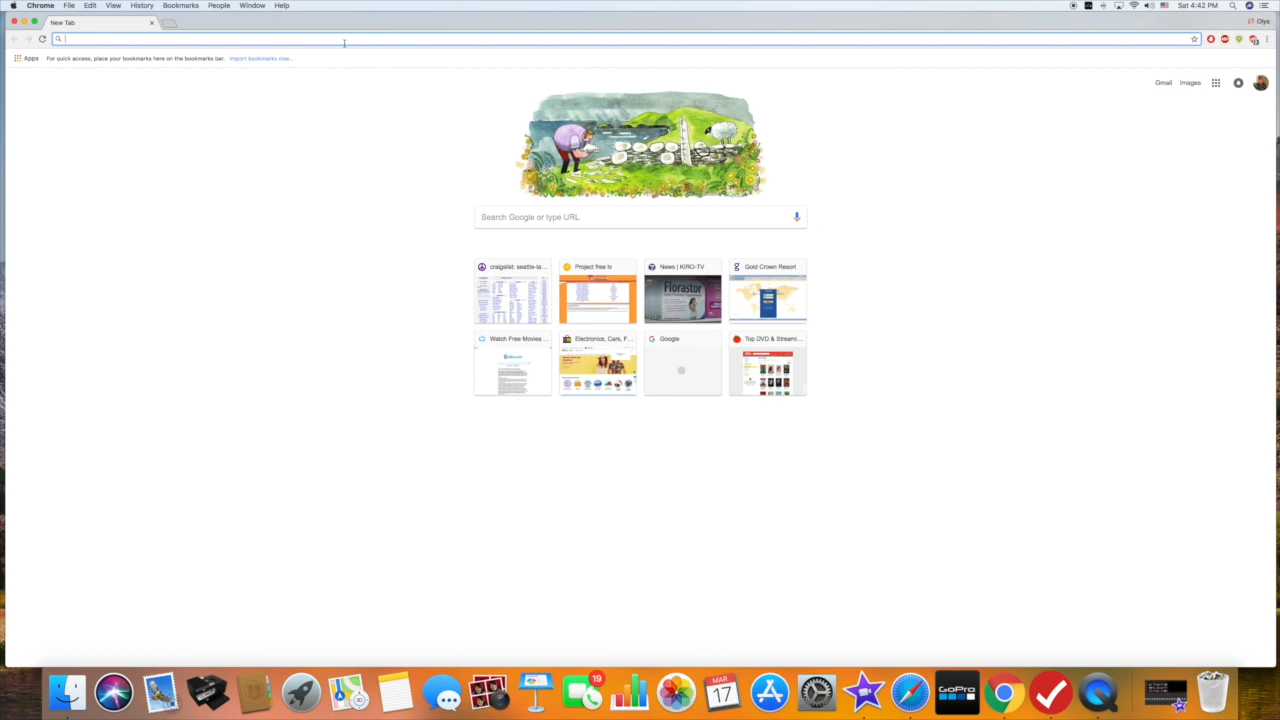 Chrome File Edit View History Bookmarks People Window Help Sat 4:42 PM
New Tab Olya
Apps For quick access, place your bookmarks here on the bookmarks bar. Import bookmarks now...
Gmail Images
Search Google or type URL
craigslist: seattle-ta... Project free tv News | KIRO-TV Gold Crown Resort
Florastor
Watch Free Movies ... Electronics, Cars, F... Google Top DVD & Streami...
19
MAR
17
GoPro